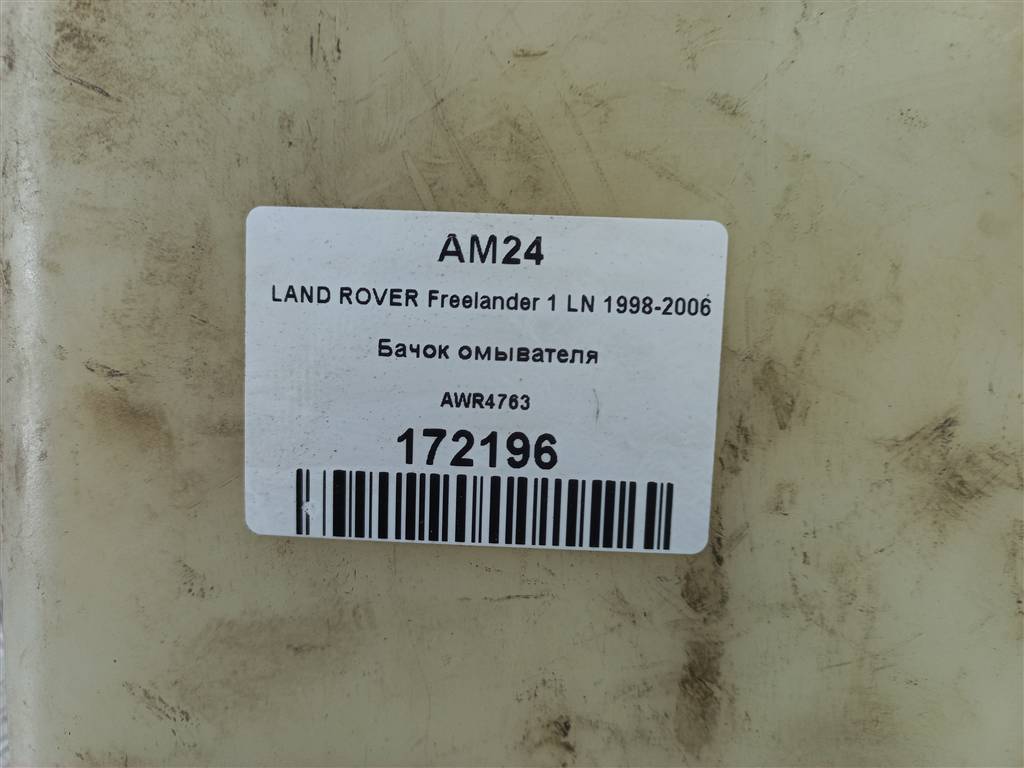 AM24
LAND ROVER Freelander 1 LN 1998-2006
Бачок омывателя
AWR4763
172196